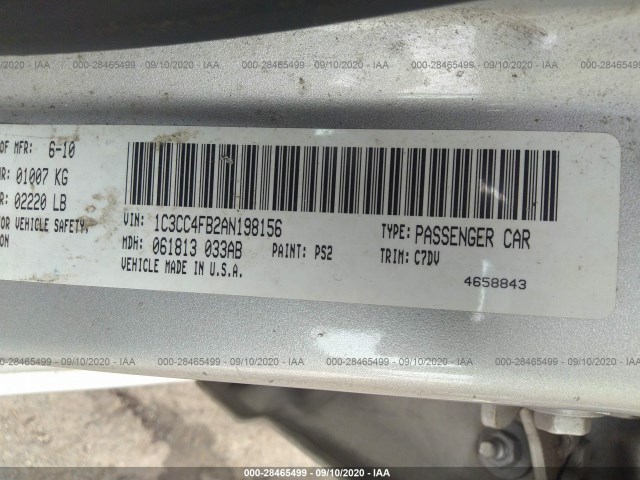 000-28465499 - 09/10/2020 - IAA 000-28465499 - 09/10/2020 - IAA 000-28465499 - 09/10/2020 - IAA
OF MFR: 6-10
01007 KG
02220 LB
VEHICLE SAFETY,
VIN: 1C3CC4FB2AN198156 TYPE: PASSENGER CAR
MDH: 061813 033AB PAINT: PS2 TRIM: C7DV
VEHICLE MADE IN U.S.A.
4658843
000-28465499 - 09/10/2020 - IAA 000-28465499 - 09/10/2020 - IAA 000-28465499 - 09/10/2020 - IAA
000-28465499 - 09/10/2020 - IAA